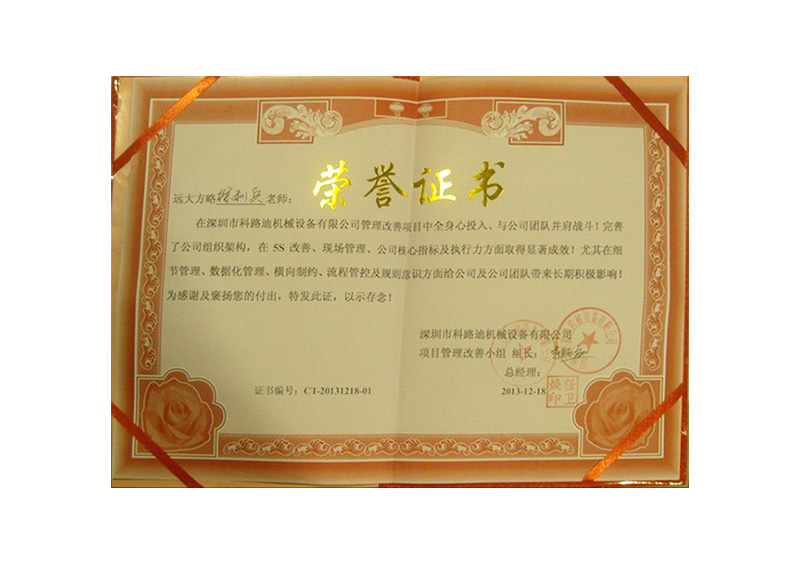 荣誉证书
远大方略 老师：
在深圳市科路迪机械设备有限公司管理改善项目中全身心投入、与公司团队并肩战斗！完善
了公司组织架构，在 5S 改善、现场管理、公司核心指标及执行力方面取得显著成效！尤其在细
节管理、数据化管理、横向制约、流程管控及规则意识方面给公司及公司团队带来长期积极影响！
为感谢及褒扬您的付出，特发此证，以示存念！
深圳市科路迪机械设备有限公司
项目管理改善小组 组长：
总经理：
证书编号：CT-20131218-01
2013-12-18
任卫焕印